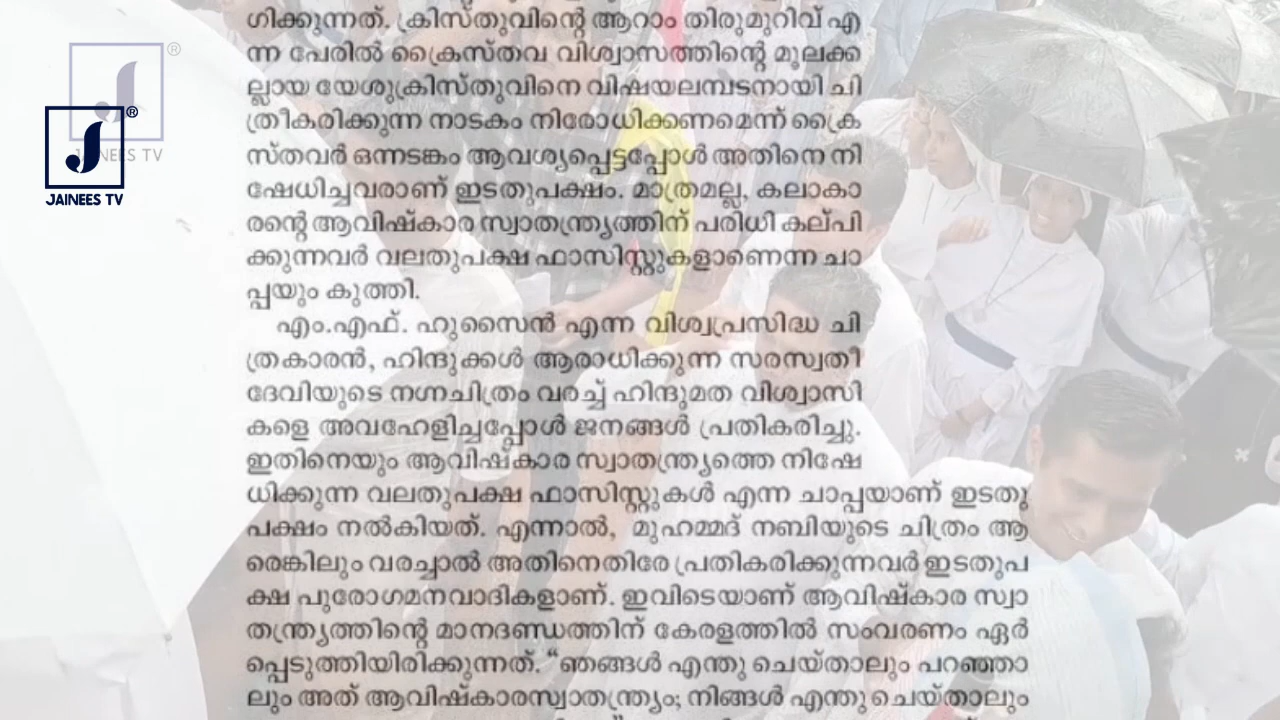 JAINEES TV
ഗിക്കുന്നത്. ക്രിസ്തുവിന്റെ ആറാം തിരുമുറിവ് എ
ന്ന പേരിൽ ക്രൈസ്തവ വിശ്വാസത്തിന്റെ മൂലക്ക
ല്ലായ യേശുക്രിസ്തുവിനെ വിഷയലമ്പടനായി ചി
ത്രീകരിക്കുന്ന നാടകം നിരോധിക്കണമെന്ന് ക്രൈ
സ്തവർ ഒന്നടങ്കം ആവശ്യപ്പെട്ടപ്പോൾ അതിനെ നി
ഷേധിച്ചവരാണ് ഇടതുപക്ഷം. മാത്രമല്ല, കലാകാ
രന്റെ ആവിഷ്കാര സ്വാതന്ത്ര്യത്തിന് പരിധി കല്പി
ക്കുന്നവർ വലതുപക്ഷ ഫാസിസ്റ്റുകളാണെന്ന ചാ
പ്പയും കുത്തി.
എം.എഫ്. ഹുസൈൻ എന്ന വിശ്വപ്രസിദ്ധ ചി
ത്രകാരൻ, ഹിന്ദുക്കൾ ആരാധിക്കുന്ന സരസ്വതി
ദേവിയുടെ നഗ്നചിത്രം വരച്ച് ഹിന്ദുമത വിശ്വാസി
കളെ അവഹേളിച്ചപ്പോൾ ജനങ്ങൾ പ്രതികരിച്ചു.
ഇതിനെയും ആവിഷ്കാര സ്വാതന്ത്ര്യത്തെ നിഷേ
ധിക്കുന്ന വലതുപക്ഷ ഫാസിസ്റ്റുകൾ എന്ന ചാപ്പയാണ് ഇടതു
പക്ഷം നൽകിയത്. എന്നാൽ, മുഹമ്മദ് നബിയുടെ ചിത്രം ആ
രെങ്കിലും വരച്ചാൽ അതിനെതിരേ പ്രതികരിക്കുന്നവർ ഇടതുപ
ക്ഷ പുരോഗമനവാദികളാണ്. ഇവിടെയാണ് ആവിഷ്കാര സ്വാ
തന്ത്ര്യത്തിന്റെ മാനദണ്ഡത്തിന് കേരളത്തിൽ സംവരണം ഏർ
പ്പെടുത്തിയിരിക്കുന്നത്. “ഞങ്ങൾ എന്തു ചെയ്താലും പറഞ്ഞാ
ലും അത് ആവിഷ്കാരസ്വാതന്ത്ര്യം; നിങ്ങൾ എന്തു ചെയ്താലും